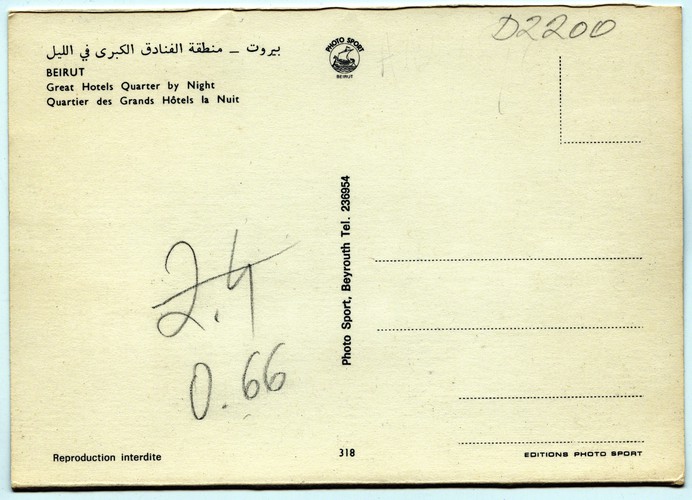 D2200
بيروت – منطقة الفنادق الكبرى في الليل
BEIRUT
Great Hotels Quarter by Night
Quartier des Grands Hôtels la Nuit
PHOTO SPORT
BEIRUT
Photo Sport, Beyrouth Tel. 236954
2.4
0.66
Reproduction interdite
318
EDITIONS PHOTO SPORT